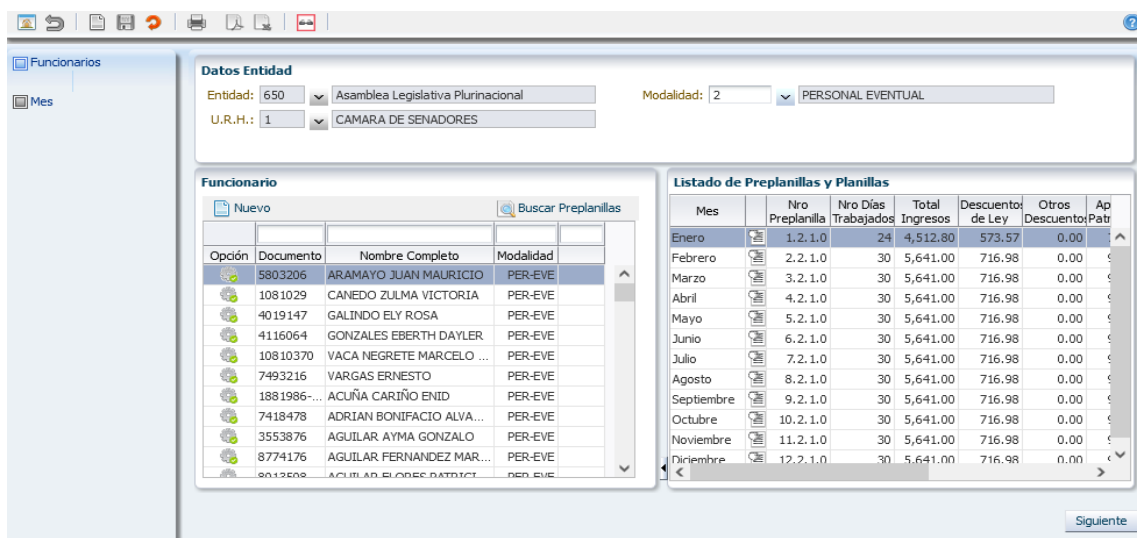 Funcionarios
Mes
Datos Entidad
Entidad: 650 Asamblea Legislativa Plurinacional Modalidad: 2 PERSONAL EVENTUAL
U.R.H.: 1 CAMARA DE SENADORES
Funcionario
Nuevo Buscar Preplanillas
Opción Documento Nombre Completo Modalidad
5803206 ARAMAYO JUAN MAURICIO PER-EVE
1081029 CANEDO ZULMA VICTORIA PER-EVE
4019147 GALINDO ELY ROSA PER-EVE
4116064 GONZALES EBERTH DAYLER PER-EVE
10810370 VACA NEGRETE MARCELO ... PER-EVE
7493216 VARGAS ERNESTO PER-EVE
1881986-... ACUÑA CARIÑO ENID PER-EVE
7418478 ADRIAN BONIFACIO ALVA... PER-EVE
3553876 AGUILAR AYMA GONZALO PER-EVE
8774176 AGUILAR FERNANDEZ MAR... PER-EVE
Listado de Preplanillas y Planillas
Mes Nro Preplanilla Nro Días Trabajados Total Ingresos Descuentos de Ley Otros Descuentos Ap Patr
Enero 1.2.1.0 24 4,512.80 573.57 0.00
Febrero 2.2.1.0 30 5,641.00 716.98 0.00
Marzo 3.2.1.0 30 5,641.00 716.98 0.00
Abril 4.2.1.0 30 5,641.00 716.98 0.00
Mayo 5.2.1.0 30 5,641.00 716.98 0.00
Junio 6.2.1.0 30 5,641.00 716.98 0.00
Julio 7.2.1.0 30 5,641.00 716.98 0.00
Agosto 8.2.1.0 30 5,641.00 716.98 0.00
Septiembre 9.2.1.0 30 5,641.00 716.98 0.00
Octubre 10.2.1.0 30 5,641.00 716.98 0.00
Noviembre 11.2.1.0 30 5,641.00 716.98 0.00
Diciembre 12.2.1.0 30 5,641.00 716.98 0.00
Siguiente